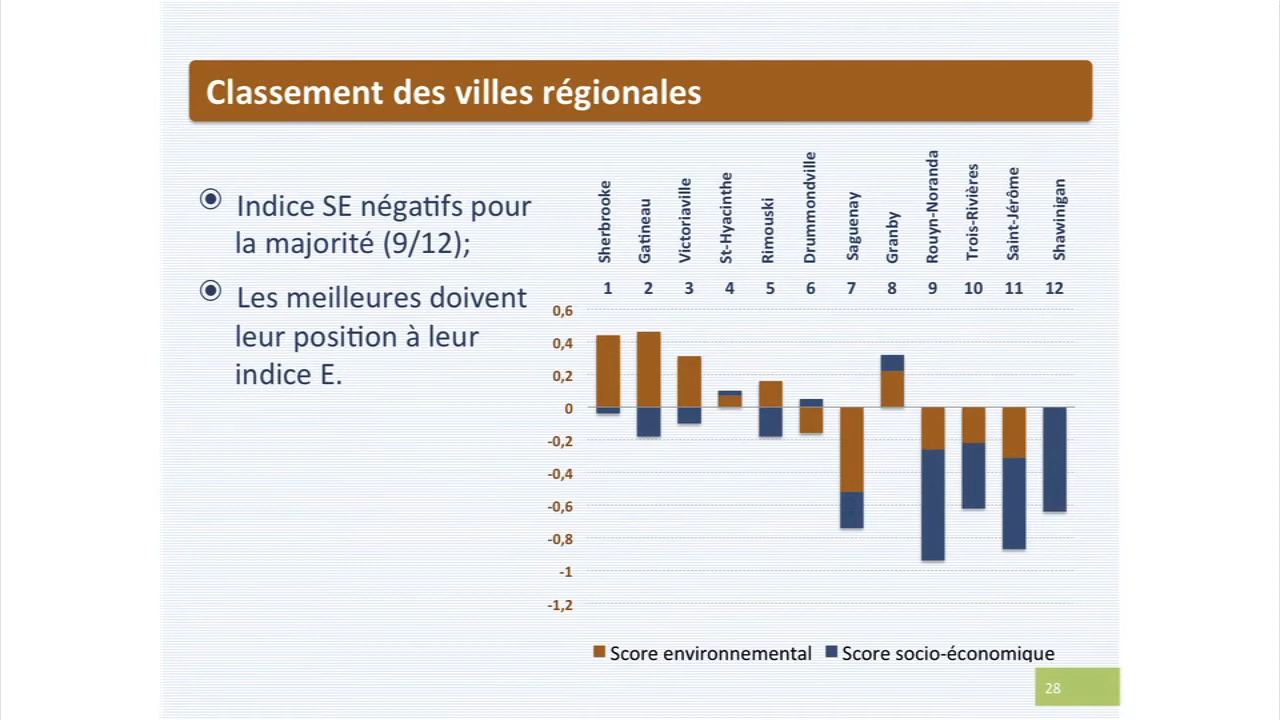 Classement des villes régionales
Indice SE négatifs pour
la majorité (9/12);
Les meilleures doivent
leur position à leur
indice E.
Sherbrooke
Gatineau
Victoriaville
St-Hyacinthe
Rimouski
Drummondville
Saguenay
Granby
Rouyn-Noranda
Trois-Rivières
Saint-Jérôme
Shawinigan
1 2 3 4 5 6 7 8 9 10 11 12
0,6
0,4
0,2
0
-0,2
-0,4
-0,6
-0,8
-1
-1,2
Score environnemental Score socio-économique
28